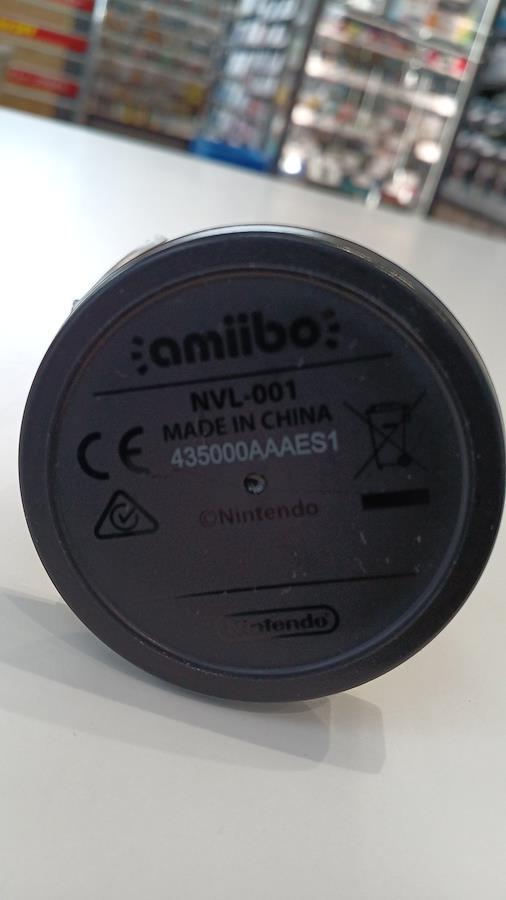 amiibo
NVL-001
MADE IN CHINA
435000AAAES1
CE
©Nintendo
Nintendo